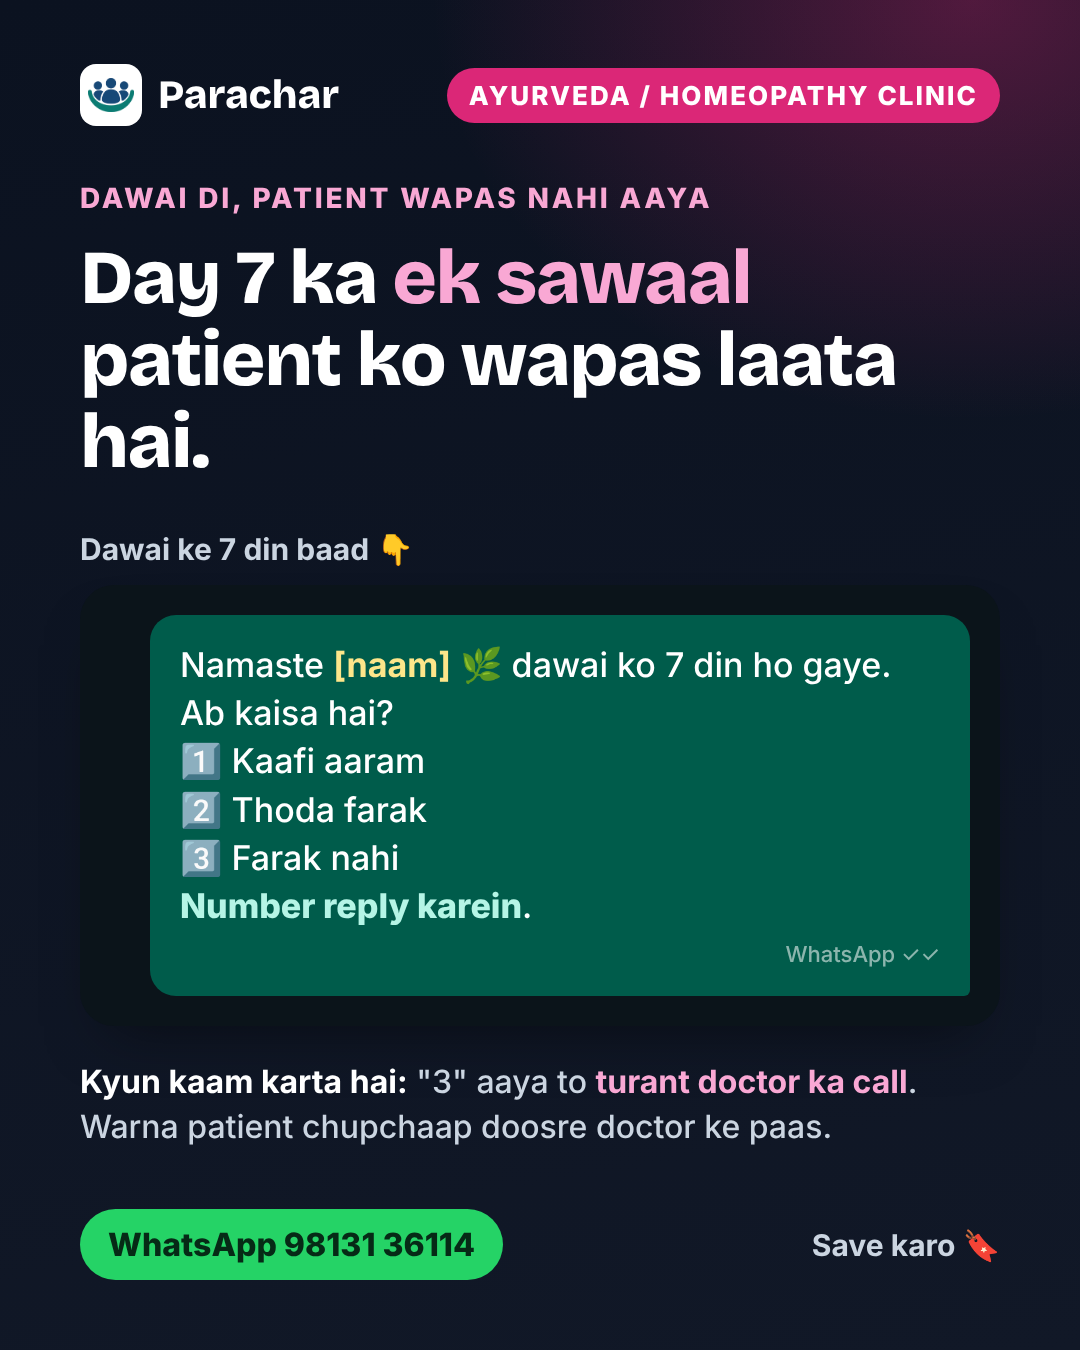 Parachar
AYURVEDA / HOMEOPATHY CLINIC
DAWAI DI, PATIENT WAPAS NAHI AAYA
Day 7 ka ek sawaal
patient ko wapas laata
hai.
Dawai ke 7 din baad 👇
Namaste [naam] 🌿 dawai ko 7 din ho gaye.
Ab kaisa hai?
1️⃣ Kaafi aaram
2️⃣ Thoda farak
3️⃣ Farak nahi
Number reply karein.
WhatsApp ✓✓
Kyun kaam karta hai: "3" aaya to turant doctor ka call.
Warna patient chupchaap doosre doctor ke paas.
WhatsApp 98131 36114
Save karo 🔖